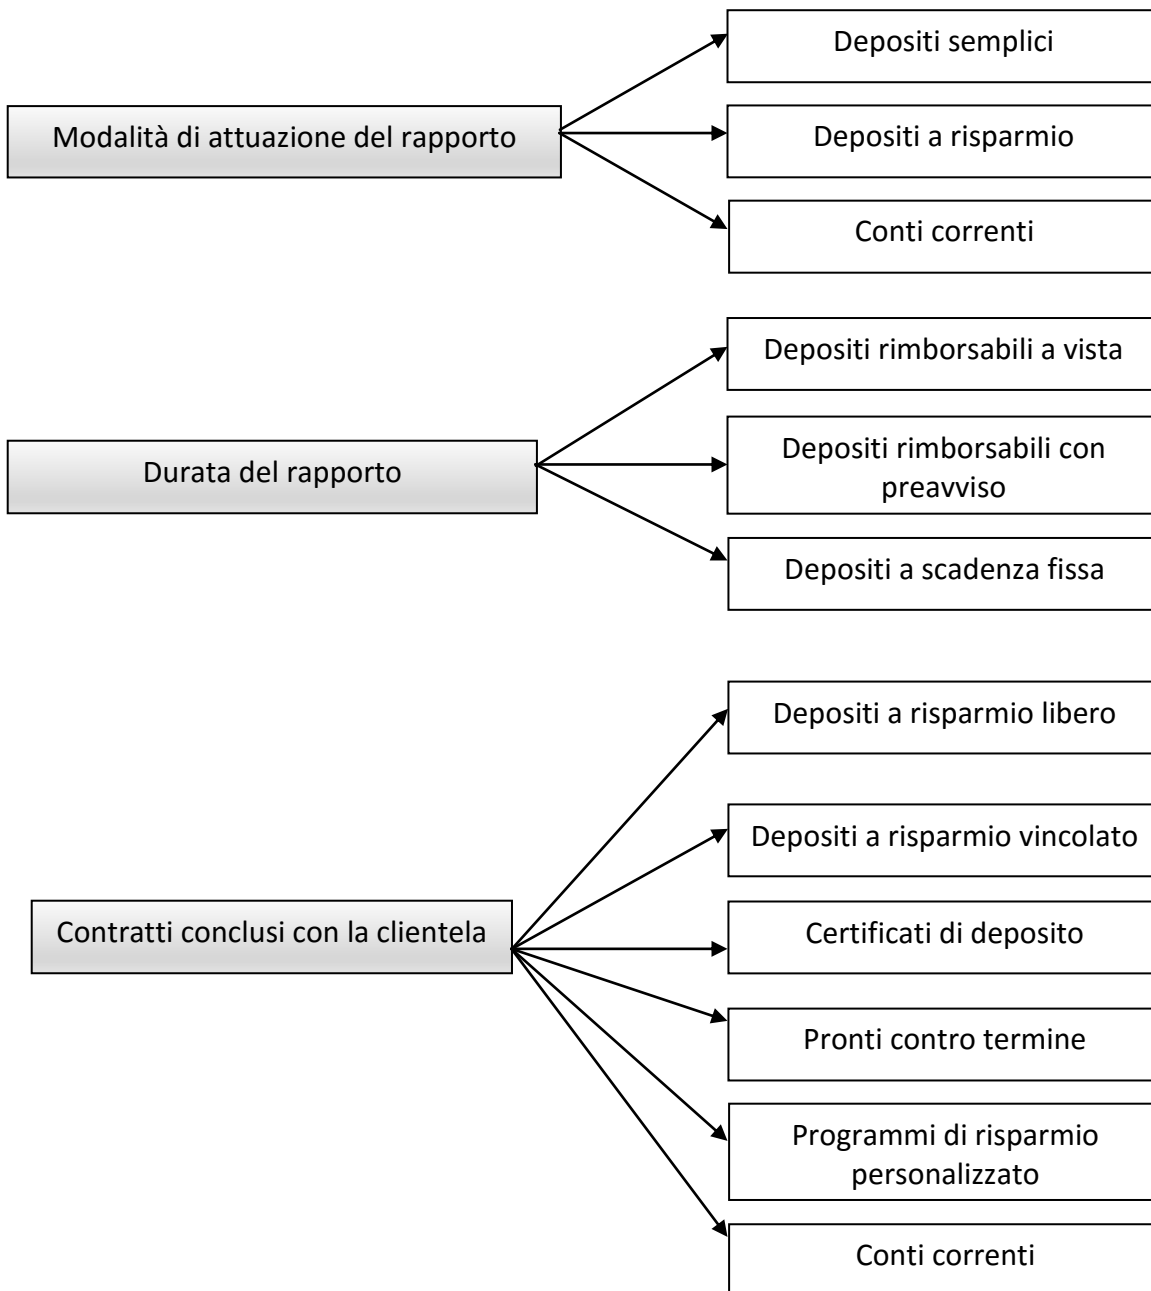 Modalità di attuazione del rapporto
Depositi semplici
Depositi a risparmio
Conti correnti
Durata del rapporto
Depositi rimborsabili a vista
Depositi rimborsabili con
preavviso
Depositi a scadenza fissa
Contratti conclusi con la clientela
Depositi a risparmio libero
Depositi a risparmio vincolato
Certificati di deposito
Pronti contro termine
Programmi di risparmio
personalizzato
Conti correnti